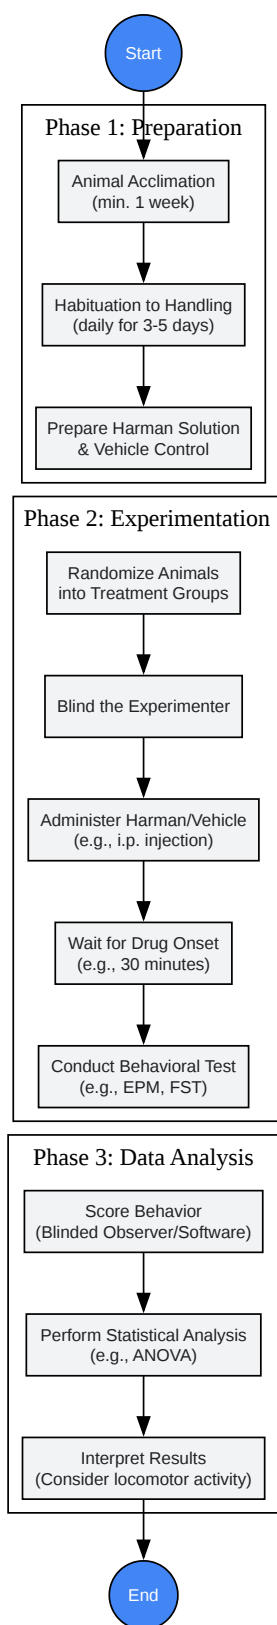 Start
Phase 1: Preparation
Animal Acclimation
(min. 1 week)
Habituation to Handling
(daily for 3-5 days)
Prepare Harman Solution
& Vehicle Control
Phase 2: Experimentation
Randomize Animals
into Treatment Groups
Blind the Experimenter
Administer Harman/Vehicle
(e.g., i.p. injection)
Wait for Drug Onset
(e.g., 30 minutes)
Conduct Behavioral Test
(e.g., EPM, FST)
Phase 3: Data Analysis
Score Behavior
(Blinded Observer/Software)
Perform Statistical Analysis
(e.g., ANOVA)
Interpret Results
(Consider locomotor activity)
End